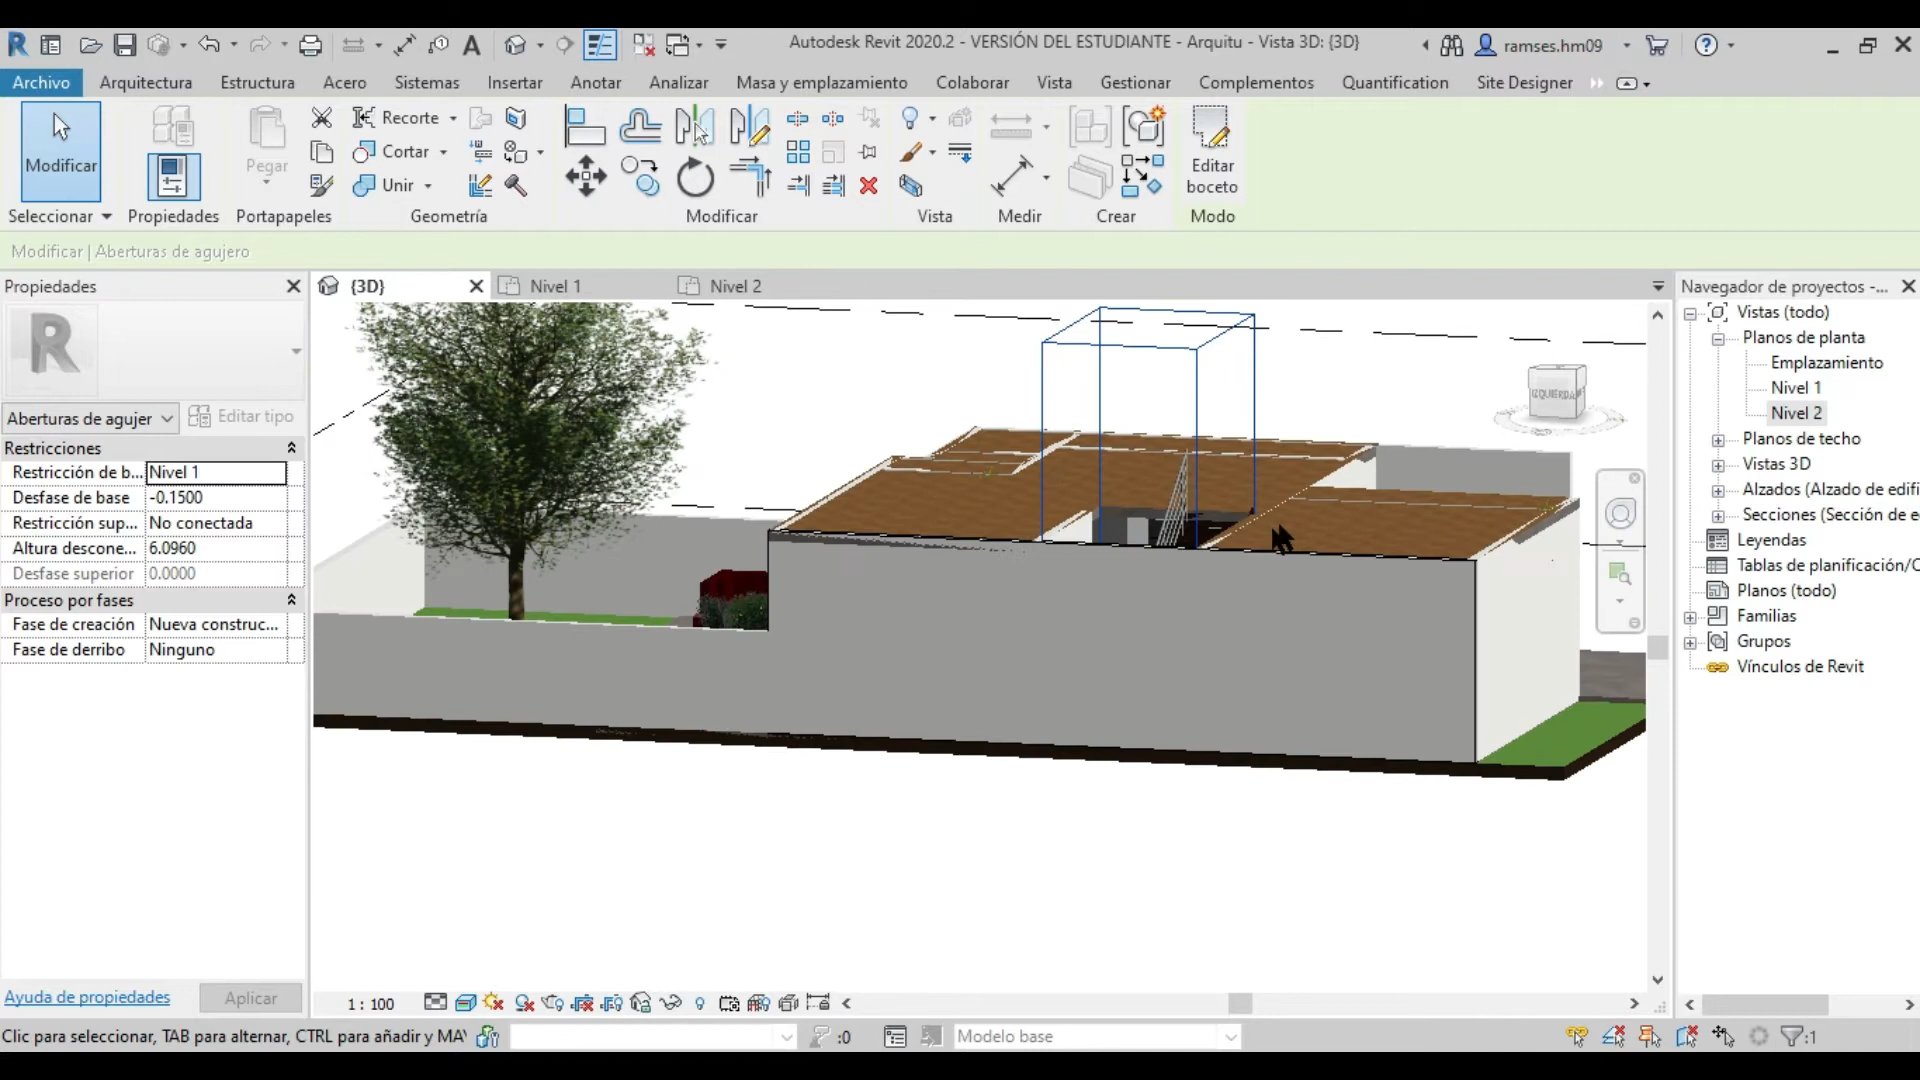 Autodesk Revit 2020.2 - VERSIÓN DEL ESTUDIANTE - Arquitu - Vista 3D: {3D}
ramses.hm09
Archivo Arquitectura Estructura Acero Sistemas Insertar Anotar Analizar Masa y emplazamiento Colaborar Vista Gestionar Complementos Quantification Site Designer
Modificar
Pegar
Recorte
Cortar
Unir
Editar
boceto
Seleccionar Propiedades Portapapeles Geometría Modificar Vista Medir Crear Modo
Modificar | Aberturas de agujero
Propiedades
{3D} Nivel 1 Nivel 2
Aberturas de agujer Editar tipo
Restricciones
Restricción de b... Nivel 1
Desfase de base -0.1500
Restricción sup... No conectada
Altura descone... 6.0960
Desfase superior 0.0000
Proceso por fases
Fase de creación Nueva construc...
Fase de derribo Ninguno
Ayuda de propiedades Aplicar
IZQUIERDA
Navegador de proyectos -...
Vistas (todo)
Planos de planta
Emplazamiento
Nivel 1
Nivel 2
Planos de techo
Vistas 3D
Alzados (Alzado de edifi
Secciones (Sección de e
Leyendas
Tablas de planificación/C
Planos (todo)
Familias
Grupos
Vínculos de Revit
1 : 100
Clic para seleccionar, TAB para alternar, CTRL para añadir y MA
:0
Modelo base
:1